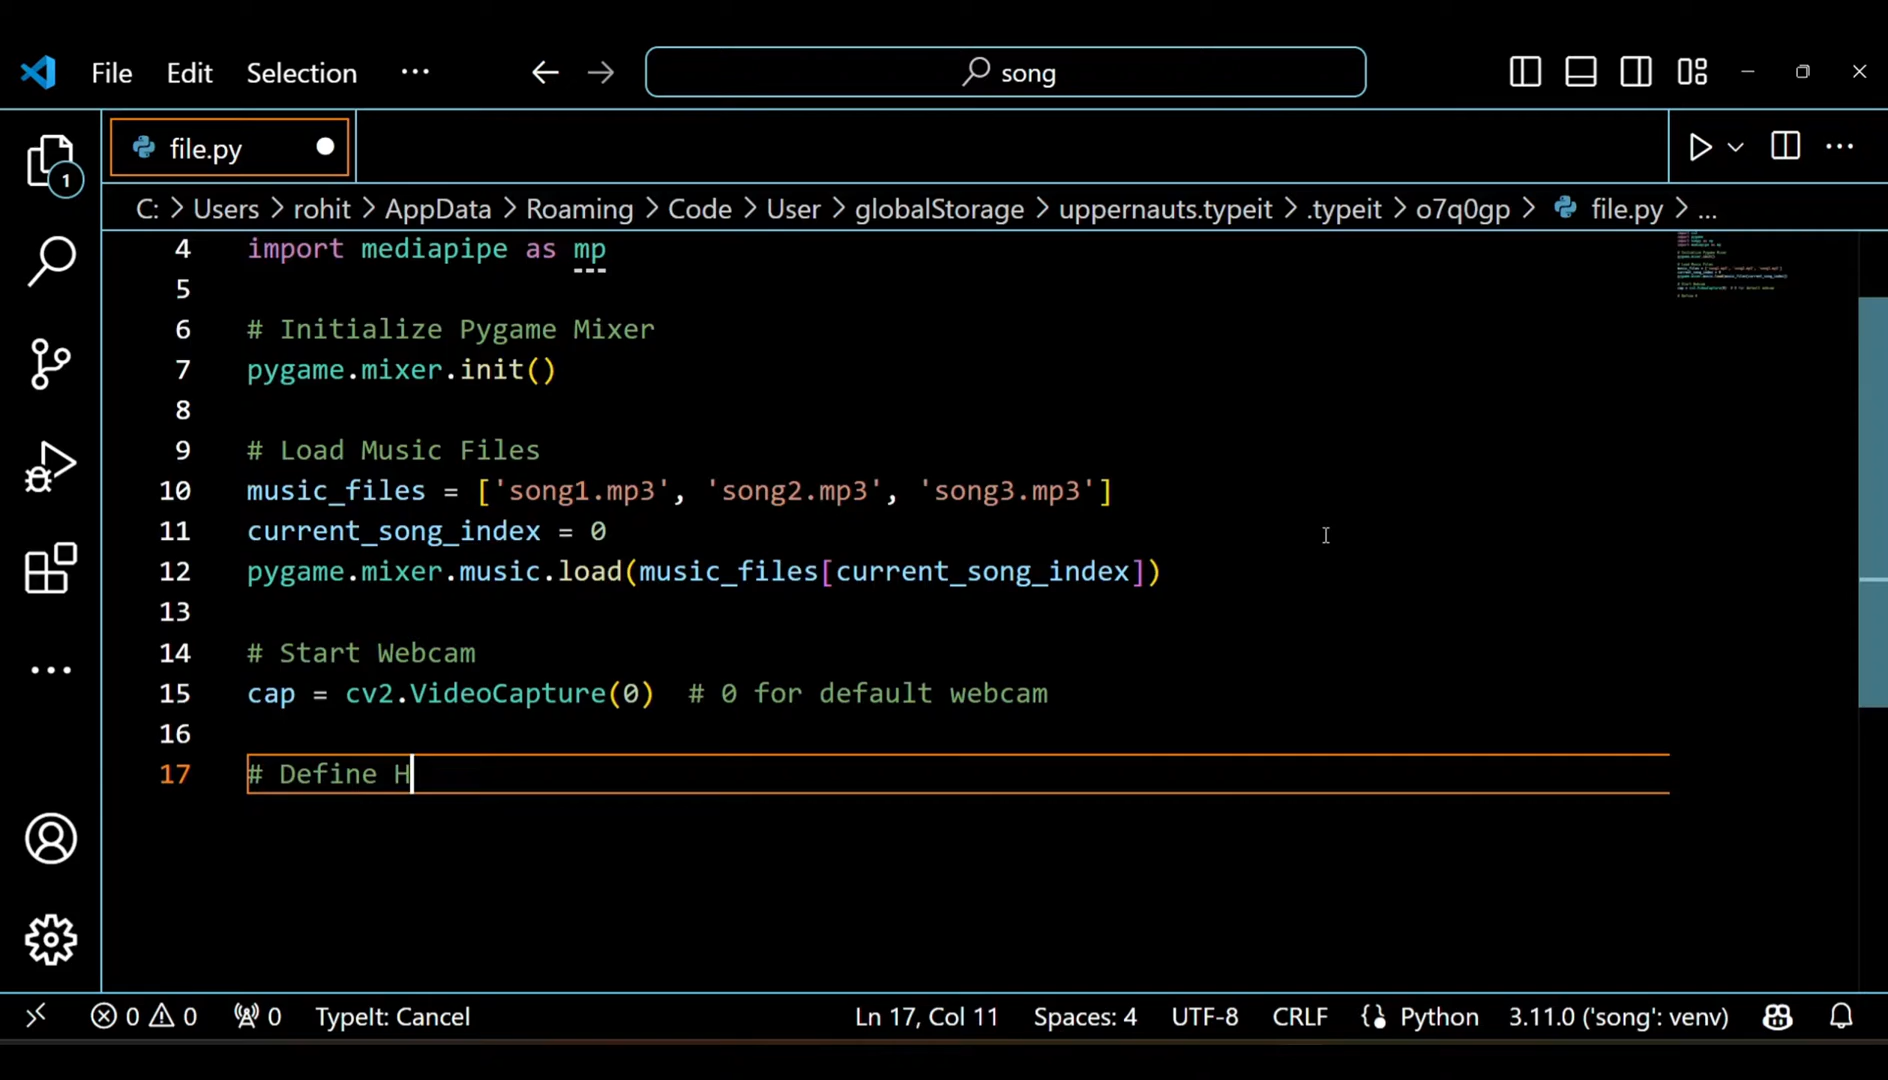 File Edit Selection ··· song
file.py
C: > Users > rohit > AppData > Roaming > Code > User > globalStorage > uppernauts.typeit > .typeit > o7q0gp > file.py > ...
4 import mediapipe as mp
5
6 # Initialize Pygame Mixer
7 pygame.mixer.init()
8
9 # Load Music Files
10 music_files = ['song1.mp3', 'song2.mp3', 'song3.mp3']
11 current_song_index = 0
12 pygame.mixer.music.load(music_files[current_song_index])
13
14 # Start Webcam
15 cap = cv2.VideoCapture(0)  # 0 for default webcam
16
17 # Define H
1
0 0 0 TypeIt: Cancel Ln 17, Col 11 Spaces: 4 UTF-8 CRLF Python 3.11.0 ('song': venv)